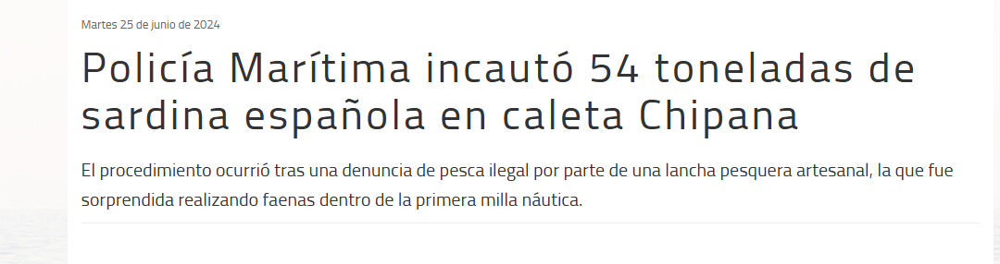 Martes 25 de junio de 2024
Policía Marítima incautó 54 toneladas de
sardina española en caleta Chipana
El procedimiento ocurrió tras una denuncia de pesca ilegal por parte de una lancha pesquera artesanal, la que fue
sorprendida realizando faenas dentro de la primera milla náutica.